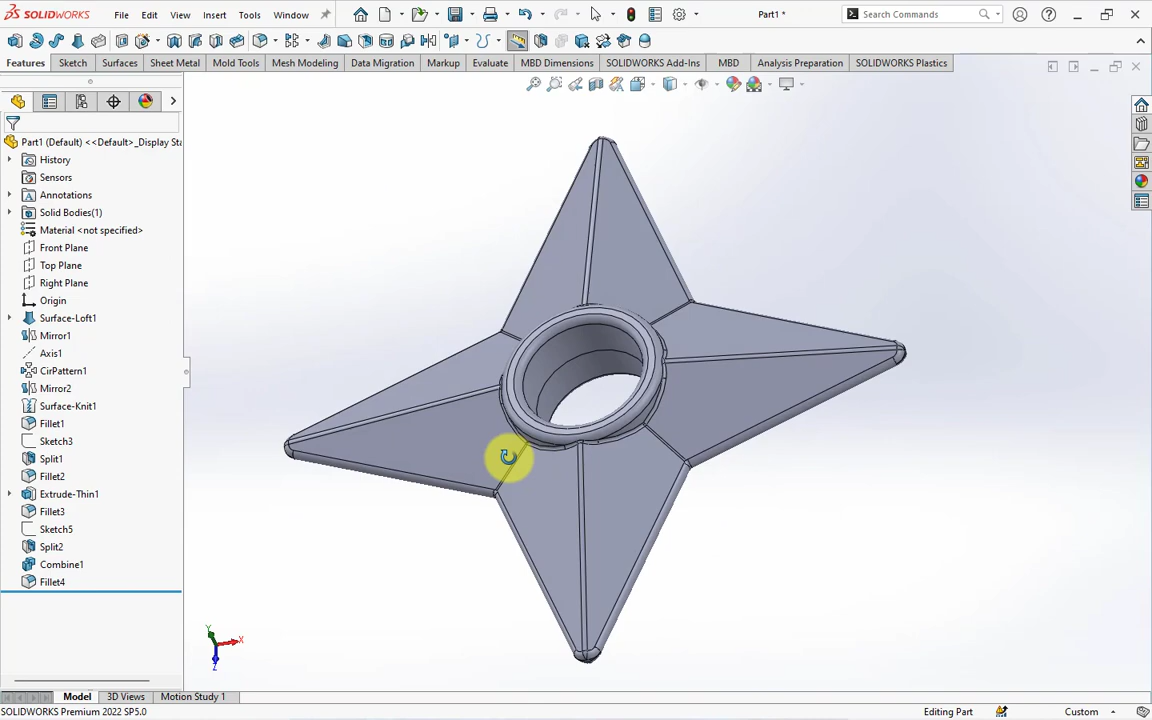 SOLIDWORKS File Edit View Insert Tools Window Part1 * Search Commands
Features Sketch Surfaces Sheet Metal Mold Tools Mesh Modeling Data Migration Markup Evaluate MBD Dimensions SOLIDWORKS Add-Ins MBD Analysis Preparation SOLIDWORKS Plastics
Part1 (Default) <<Default>_Display Sta
History
Sensors
Annotations
Solid Bodies(1)
Material <not specified>
Front Plane
Top Plane
Right Plane
Origin
Surface-Loft1
Mirror1
Axis1
CirPattern1
Mirror2
Surface-Knit1
Fillet1
Sketch3
Split1
Fillet2
Extrude-Thin1
Fillet3
Sketch5
Split2
Combine1
Fillet4
Y
X
Z
Model 3D Views Motion Study 1
SOLIDWORKS Premium 2022 SP5.0 Editing Part Custom